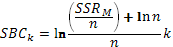 SBC_k = ln (SSR_M / n) + ln n / n k